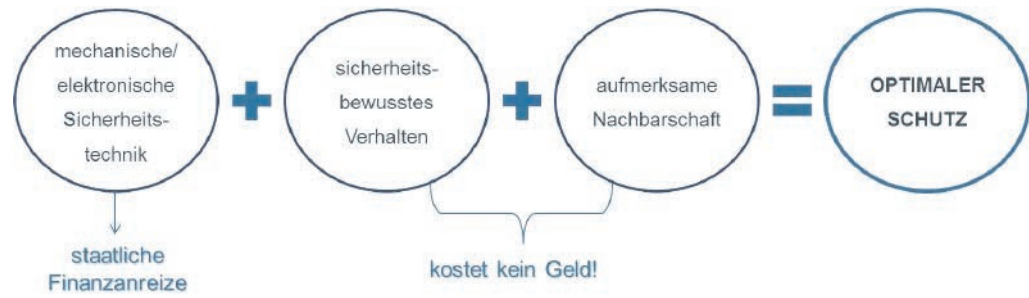 mechanische/
elektronische
Sicherheits-
technik
+
sicherheits-
bewusstes
Verhalten
+
aufmerksame
Nachbarschaft
=
OPTIMALER
SCHUTZ
staatliche
Finanzanreize
kostet kein Geld!